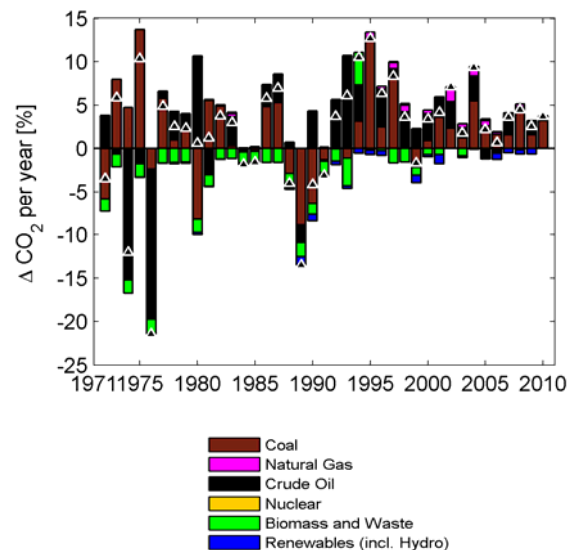 15
10
5
0
-5
-10
-15
-20
-25
Δ CO2 per year [%]
1971 1975 1980 1985 1990 1995 2000 2005 2010
Coal
Natural Gas
Crude Oil
Nuclear
Biomass and Waste
Renewables (incl. Hydro)